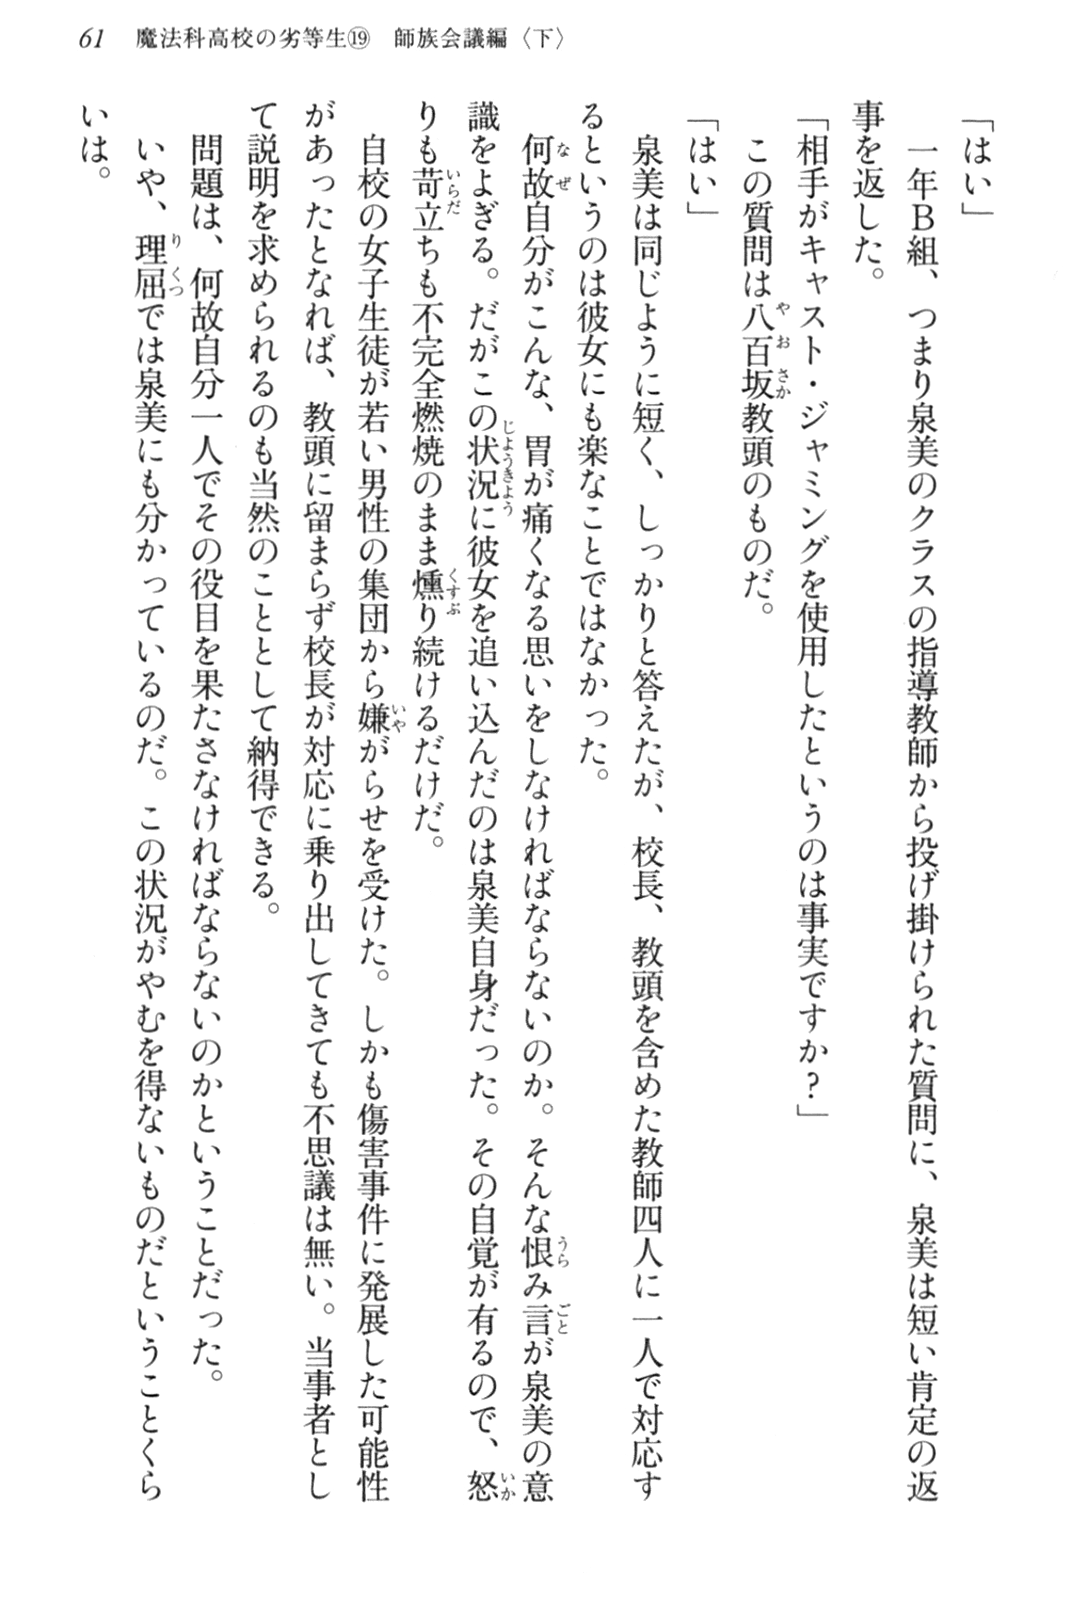 61　魔法科高校の劣等生⑲　師族会議編〈下〉
「はい」
　一年Ｂ組、つまり泉美のクラスの指導教師から投げ掛けられた質問に、泉美は短い肯定の返
事を返した。
「相手がキャスト・ジャミングを使用したというのは事実ですか？」
　この質問は八百坂教頭のものだ。
「はい」
　泉美は同じように短く、しっかりと答えたが、校長、教頭を含めた教師四人に一人で対応す
るというのは彼女にも楽なことではなかった。
　何故自分がこんな、胃が痛くなる思いをしなければならないのか。そんな恨み言が泉美の意
識をよぎる。だがこの状況に彼女を追い込んだのは泉美自身だった。その自覚が有るので、怒
りも苛立ちも不完全燃焼のまま燻り続けるだけだ。
　自校の女子生徒が若い男性の集団から嫌がらせを受けた。しかも傷害事件に発展した可能性
があったとなれば、教頭に留まらず校長が対応に乗り出してきても不思議は無い。当事者とし
て説明を求められるのも当然のこととして納得できる。
　問題は、何故自分一人でその役目を果たさなければならないのかということだった。
　いや、理屈では泉美にも分かっているのだ。この状況がやむを得ないものだということくら
いは。